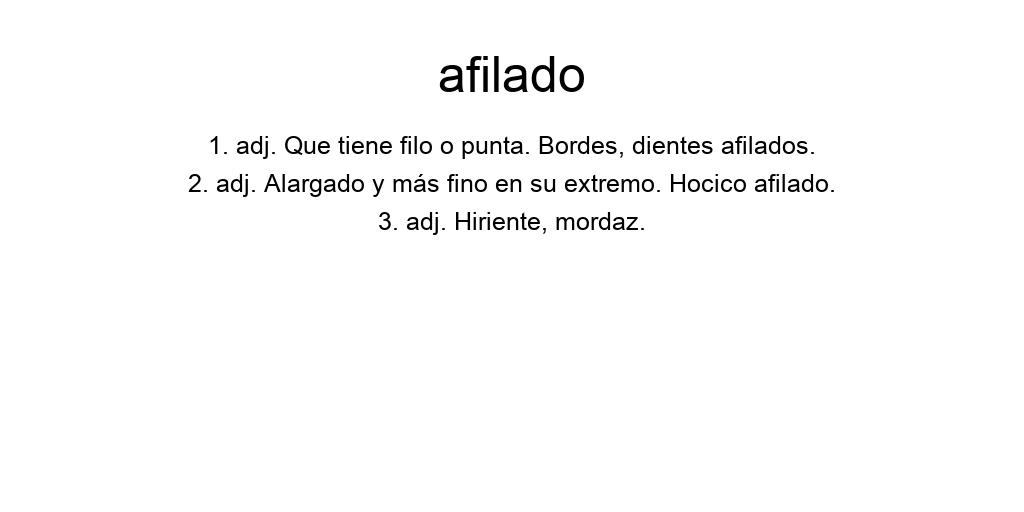 afilado
1. adj. Que tiene filo o punta. Bordes, dientes afilados.
2. adj. Alargado y más fino en su extremo. Hocico afilado.
3. adj. Hiriente, mordaz.